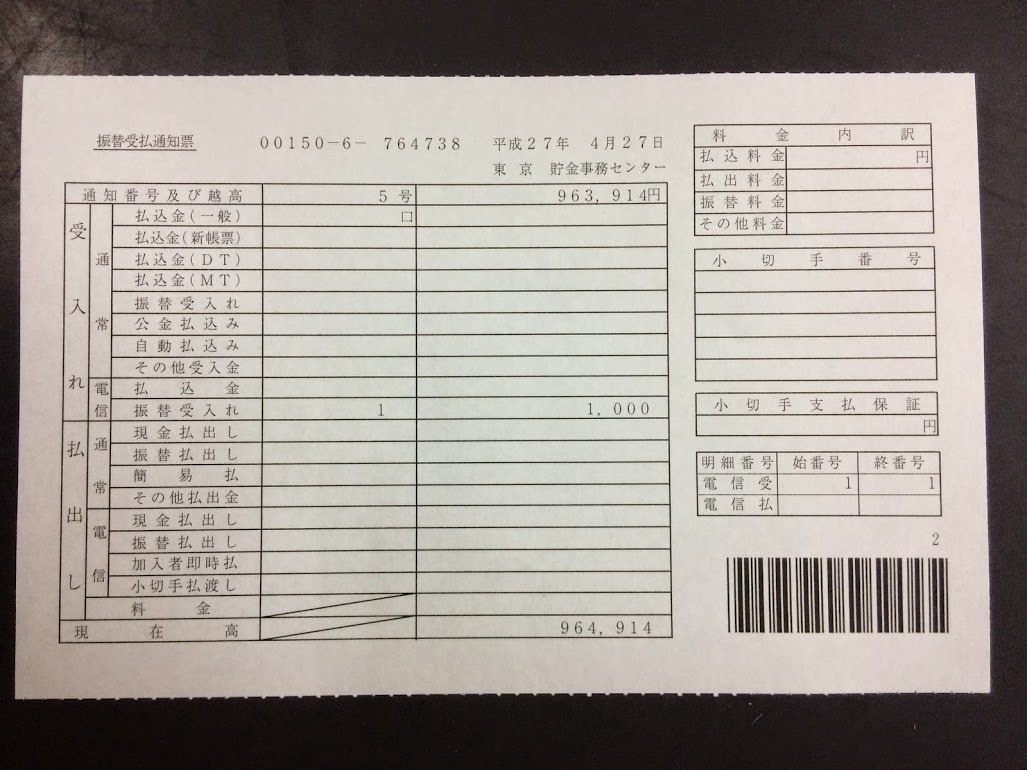 振替受払通知票　００１５０－６－　７６４７３８　平成２７年　４月２７日
東　京　貯金事務センター
通知番号及び越高　５号　９６３，９１４円
受入れ
通常
払込金（一般）　口
払込金（新帳票）
払込金（ＤＴ）
払込金（ＭＴ）
振替受入れ
公金払込み
自動払込み
その他受入金
電信
払込金
振替受入れ　１　１，０００
払出し
通常
現金払出し
振替払出し
簡易払
その他払出金
電信
現金払出し
振替払出し
加入者即時払
小切手払渡し
料金
現在高　９６４，９１４
料金内訳
払込料金　円
払出料金
振替料金
その他料金
小切手番号
小切手支払保証
円
明細番号　始番号　終番号
電信受　１　１
電信払
２